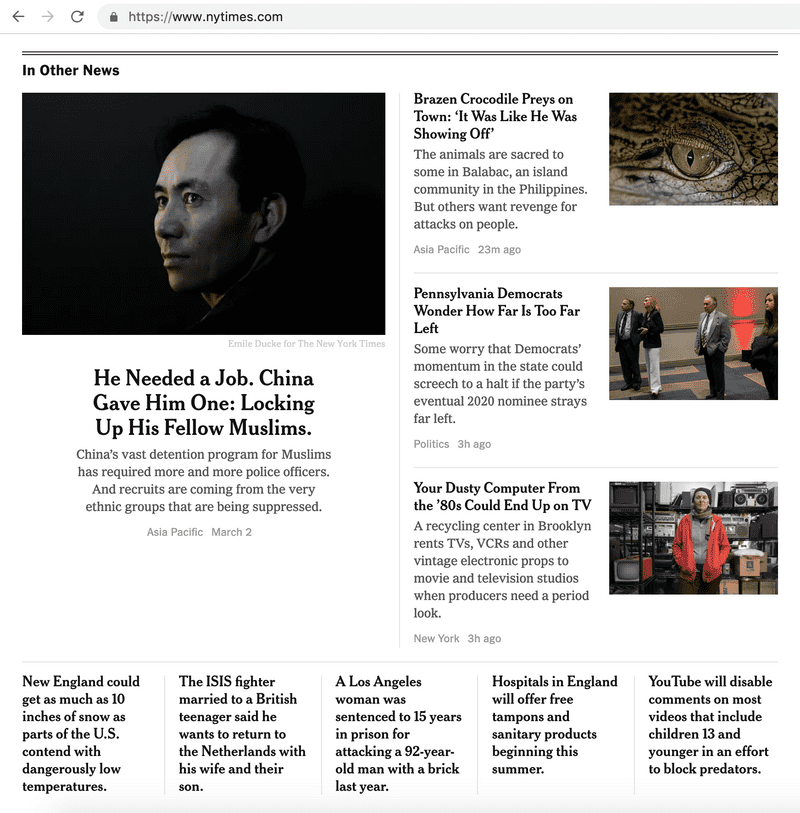 https://www.nytimes.com
In Other News
Emile Ducke for The New York Times
He Needed a Job. China
Gave Him One: Locking
Up His Fellow Muslims.
China’s vast detention program for Muslims
has required more and more police officers.
And recruits are coming from the very
ethnic groups that are being suppressed.
Asia Pacific March 2
Brazen Crocodile Preys on
Town: ‘It Was Like He Was
Showing Off’
The animals are sacred to
some in Balabac, an island
community in the Philippines.
But others want revenge for
attacks on people.
Asia Pacific 23m ago
Pennsylvania Democrats
Wonder How Far Is Too Far
Left
Some worry that Democrats’
momentum in the state could
screech to a halt if the party’s
eventual 2020 nominee strays
far left.
Politics 3h ago
Your Dusty Computer From
the ’80s Could End Up on TV
A recycling center in Brooklyn
rents TVs, VCRs and other
vintage electronic props to
movie and television studios
when producers need a period
look.
New York 3h ago
New England could
get as much as 10
inches of snow as
parts of the U.S.
contend with
dangerously low
temperatures.
The ISIS fighter
married to a British
teenager said he
wants to return to
the Netherlands with
his wife and their
son.
A Los Angeles
woman was
sentenced to 15 years
in prison for
attacking a 92-year-
old man with a brick
last year.
Hospitals in England
will offer free
tampons and
sanitary products
beginning this
summer.
YouTube will disable
comments on most
videos that include
children 13 and
younger in an effort
to block predators.